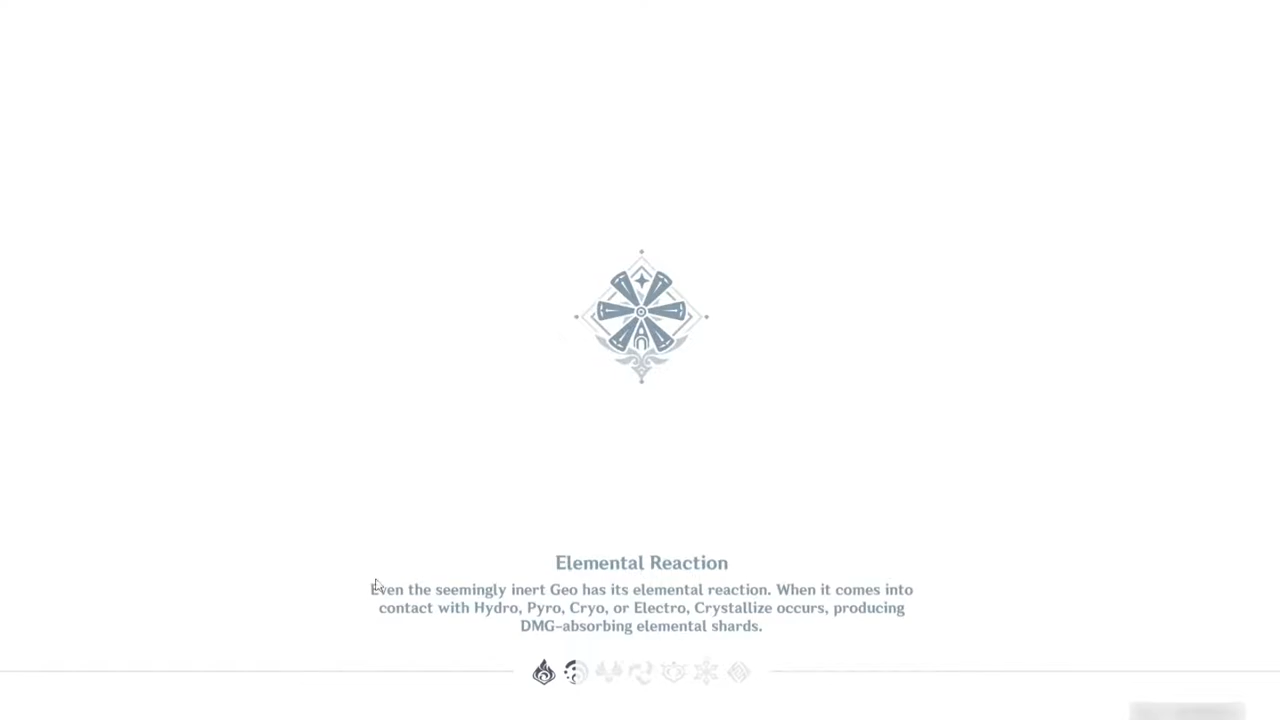 Elemental Reaction
Even the seemingly inert Geo has its elemental reaction. When it comes into
contact with Hydro, Pyro, Cryo, or Electro, Crystallize occurs, producing
DMG-absorbing elemental shards.